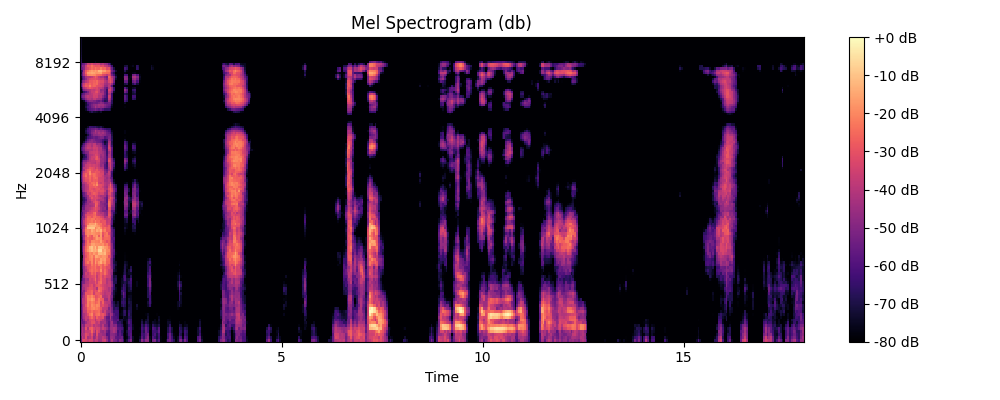 Mel Spectrogram (db)
8192
4096
2048
1024
512
0
Hz
0
5
10
15
Time
+0 dB
-10 dB
-20 dB
-30 dB
-40 dB
-50 dB
-60 dB
-70 dB
-80 dB